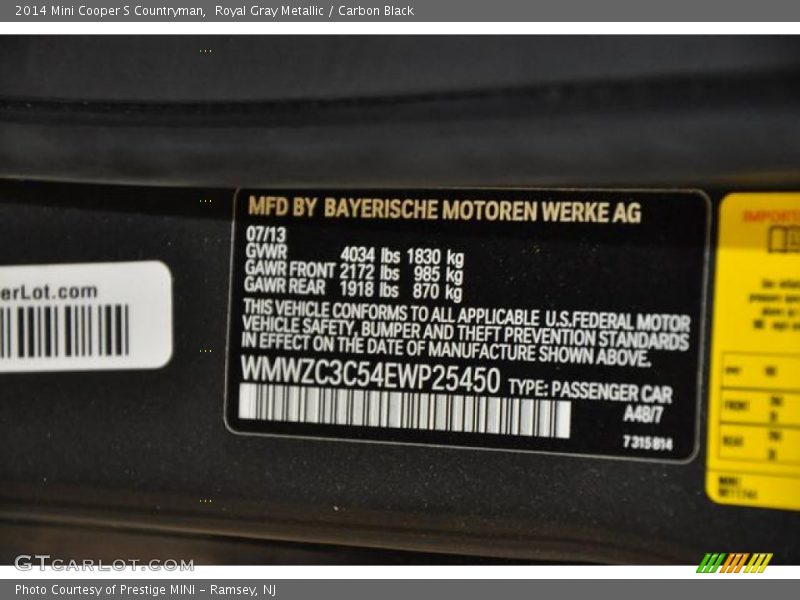 2014 Mini Cooper S Countryman, Royal Gray Metallic / Carbon Black
MFD BY BAYERISCHE MOTOREN WERKE AG
07/13
GVWR 4034 lbs 1830 kg
GAWR FRONT 2172 lbs 985 kg
GAWR REAR 1918 lbs 870 kg
THIS VEHICLE CONFORMS TO ALL APPLICABLE U.S.FEDERAL MOTOR
VEHICLE SAFETY, BUMPER AND THEFT PREVENTION STANDARDS
IN EFFECT ON THE DATE OF MANUFACTURE SHOWN ABOVE.
WMWZC3C54EWP25450 TYPE: PASSENGER CAR
A48/7
7315814
erLot.com
IMPORT
FRONT
REAR
GTcarlot.com
Photo Courtesy of Prestige MINI - Ramsey, NJ